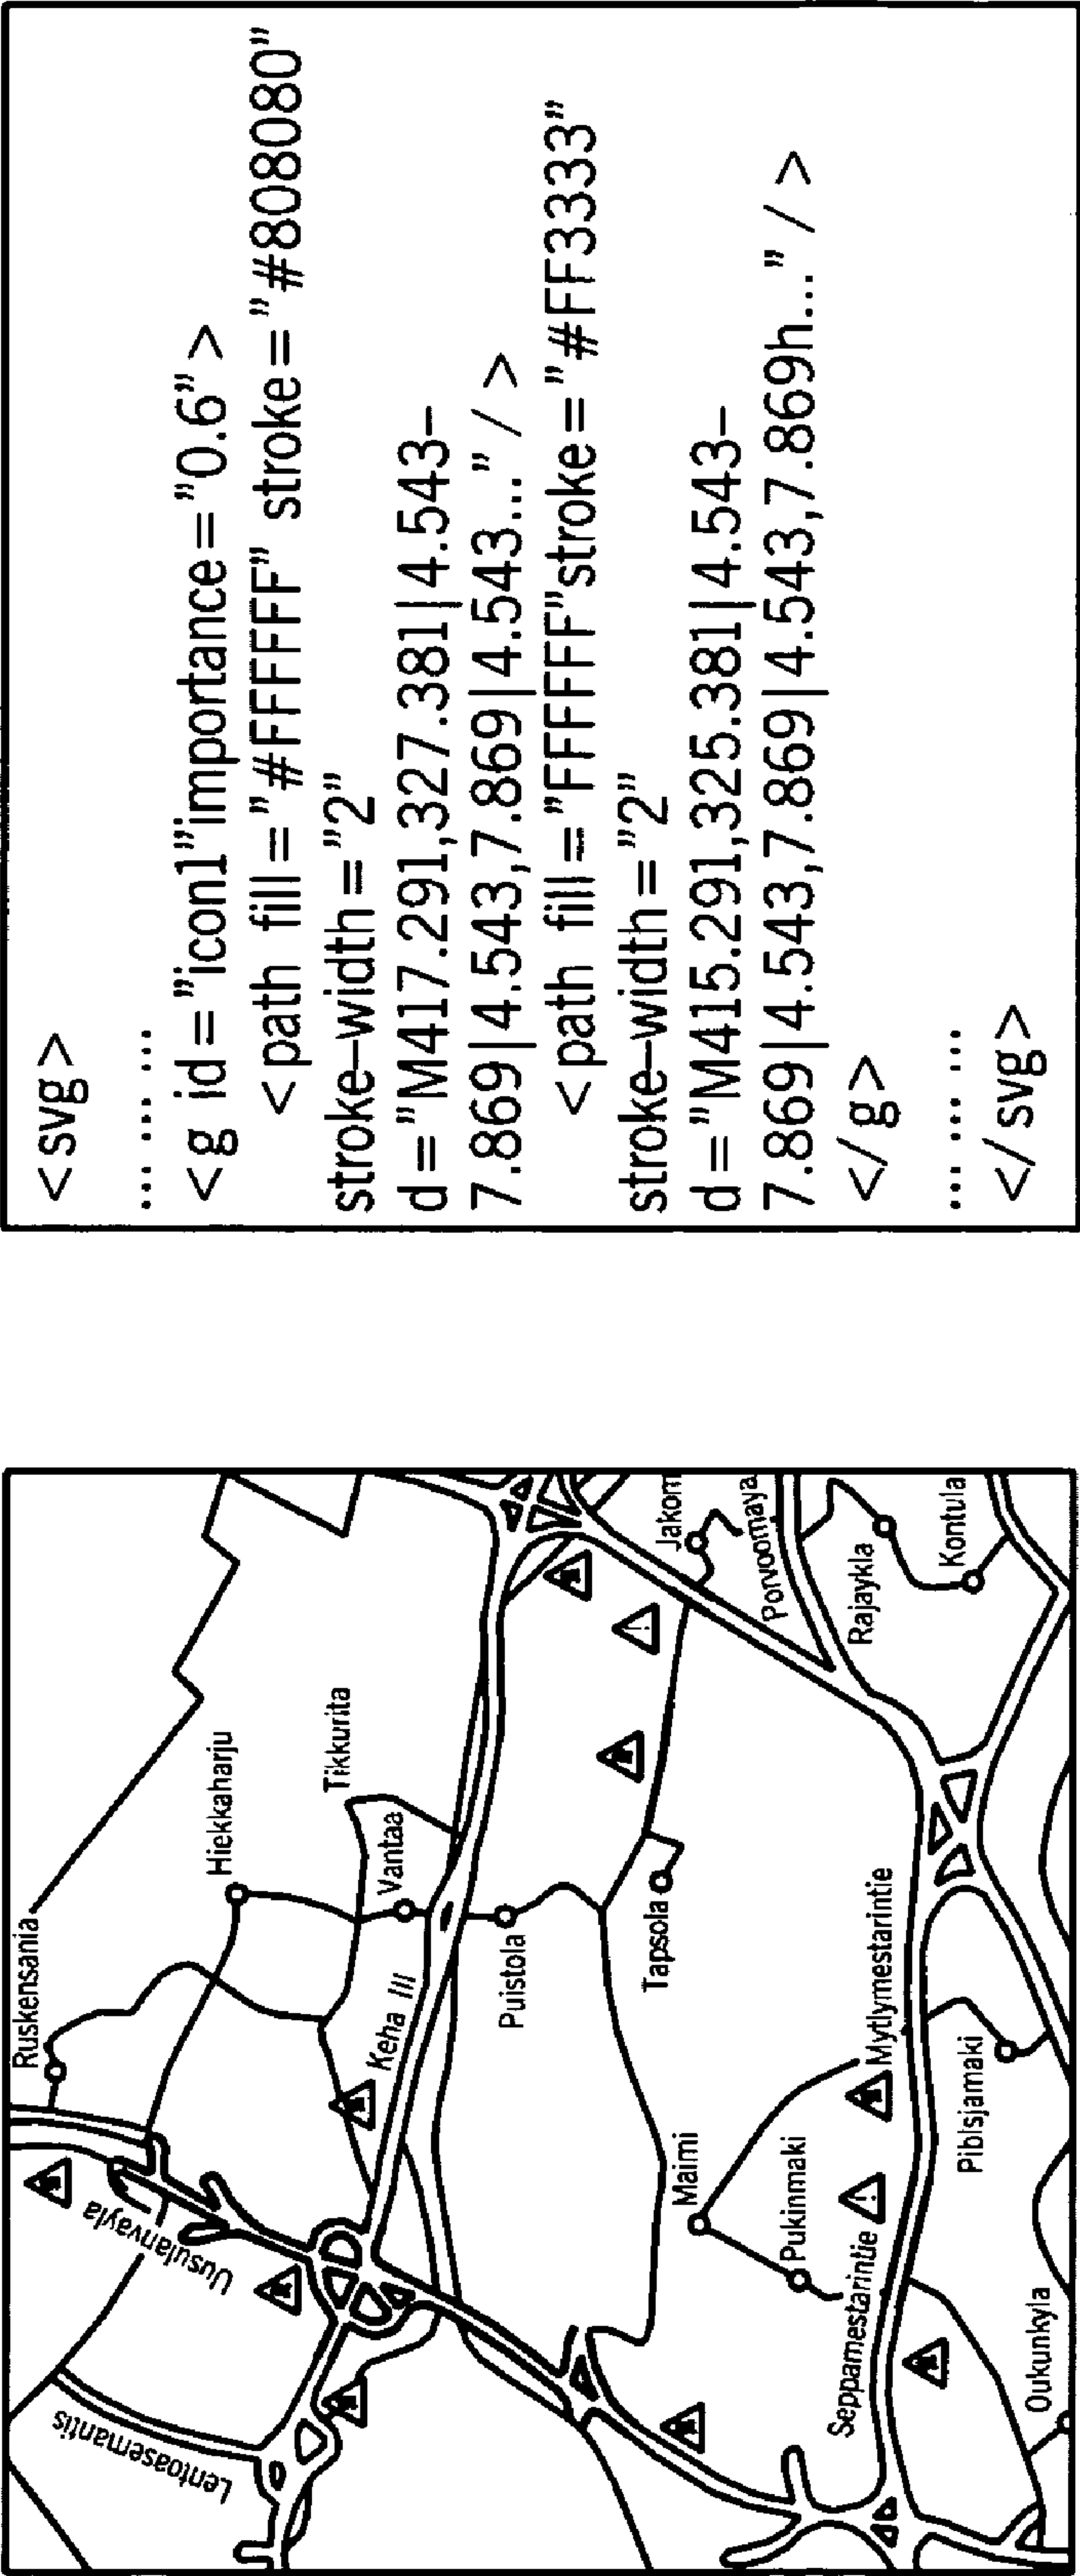 Ruskensania
Uusulanvayla
Lentoasemantis
Hiekkaharju
Tikkurita
Vantaa
Keha III
Puistola
Tapsola
Jakom
Maimi
Porvoomaya
Pukinmaki
Rajaykla
Seppamestarintie
Mytlymestarintie
Kontula
Piblsjamaki
Oukunkyla
<svg>
... ... ...
<g id="icon1"importance="0.6">
<path fill="#FFFFFF" stroke="#808080"
stroke–width="2"
d="M417.291,327.381|4.543–
7.869|4.543,7.869|4.543..."/>
<path fill="FFFFFF"stroke="#FF3333"
stroke–width="2"
d="M415.291,325.381|4.543–
7.869|4.543,7.869|4.543,7.869h..."/>
</g>
... ... ...
</svg>